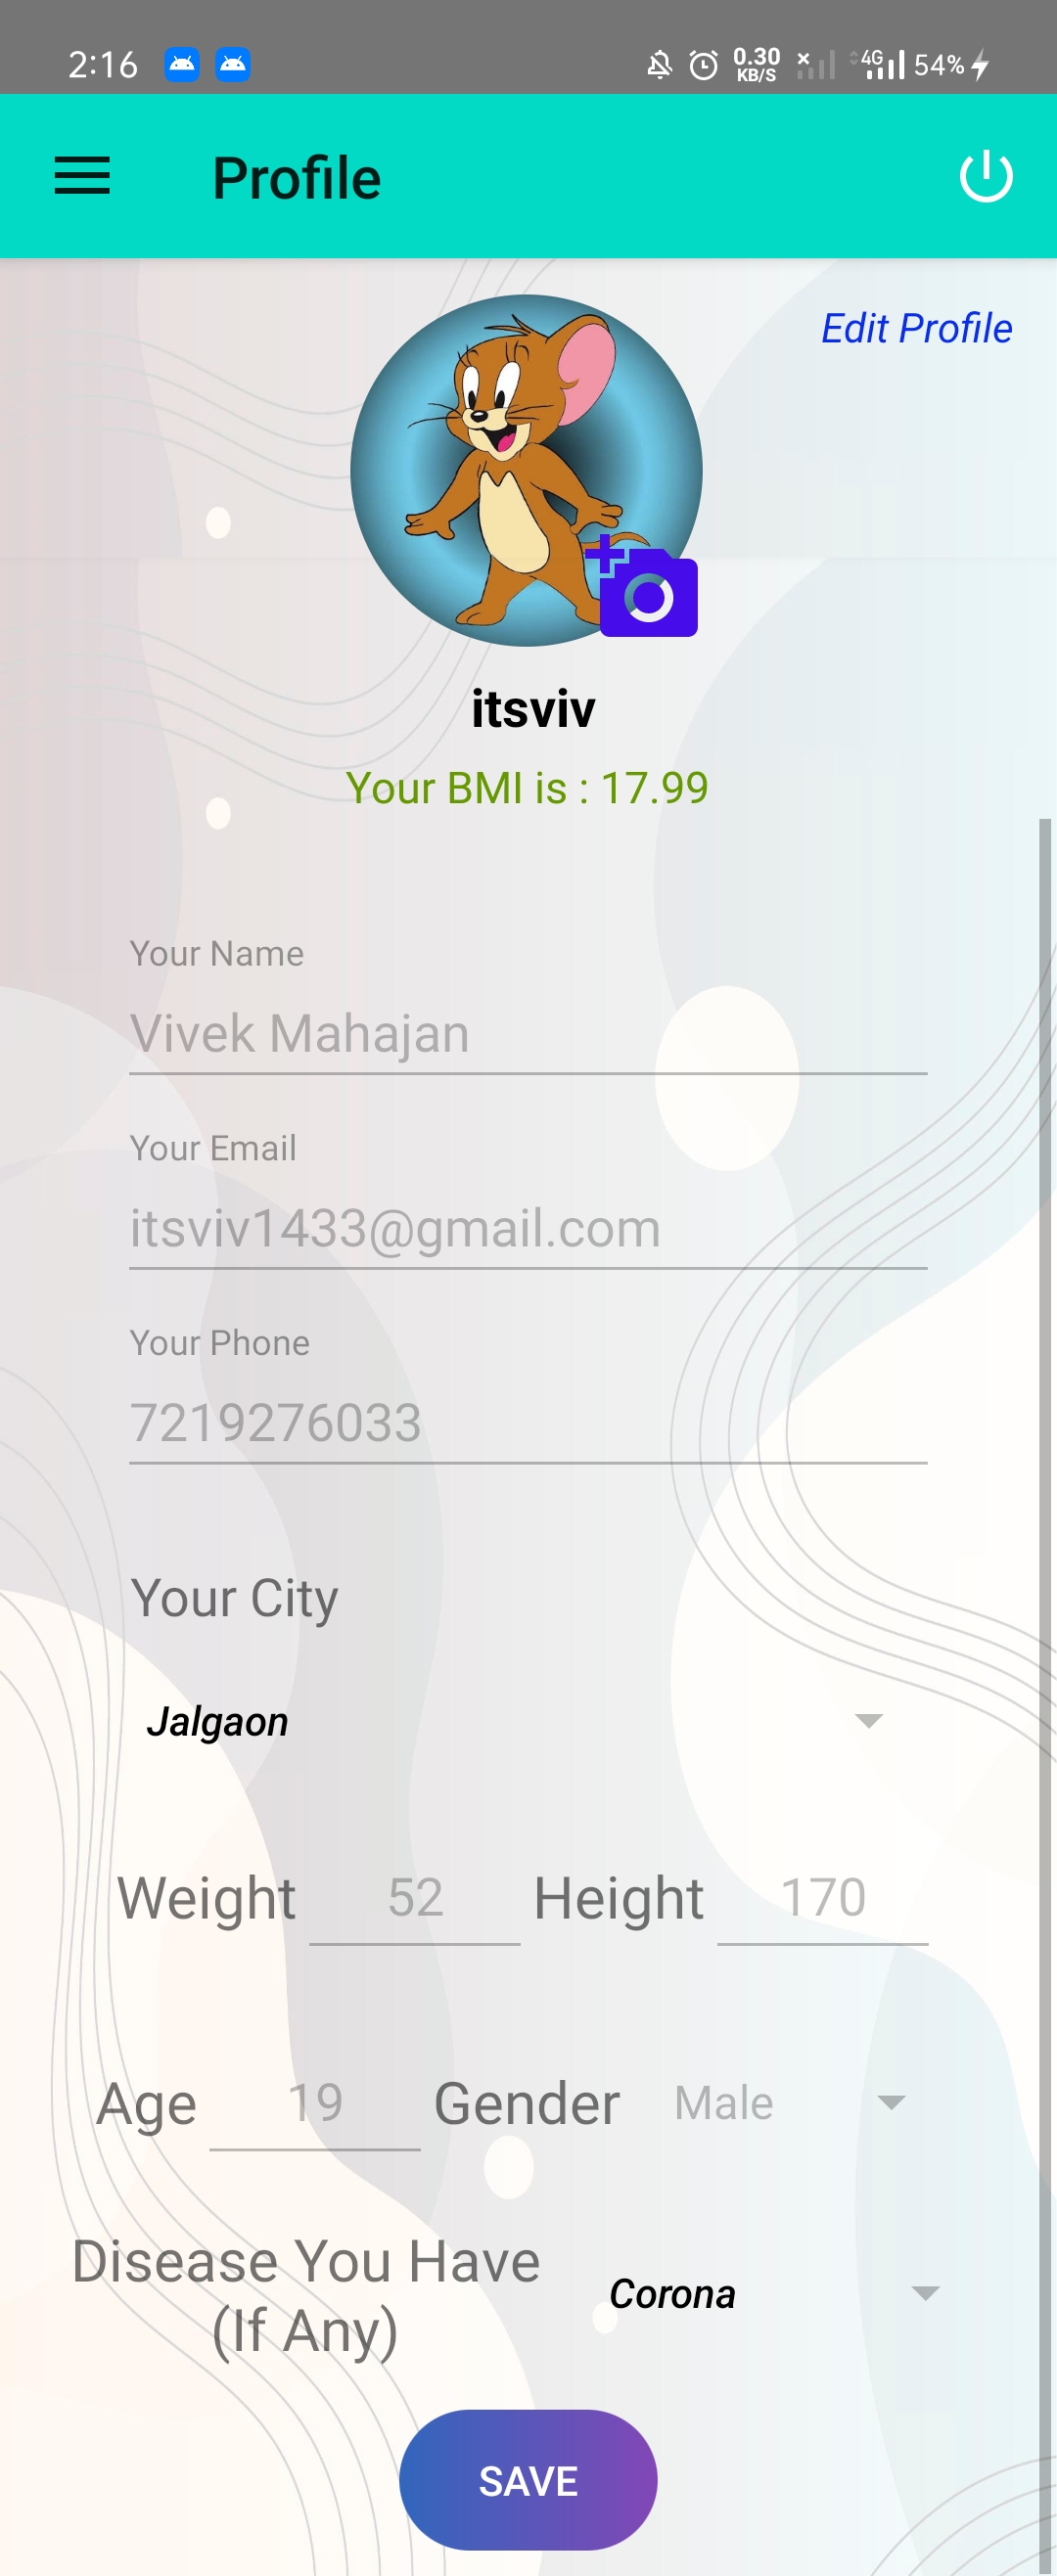 2:16 0.30 KB/S 4G 54%
Profile
Edit Profile
itsviv
Your BMI is : 17.99
Your Name
Vivek Mahajan
Your Email
itsviv1433@gmail.com
Your Phone
7219276033
Your City
Jalgaon
Weight 52 Height 170
Age 19 Gender Male
Disease You Have
(If Any)
Corona
SAVE